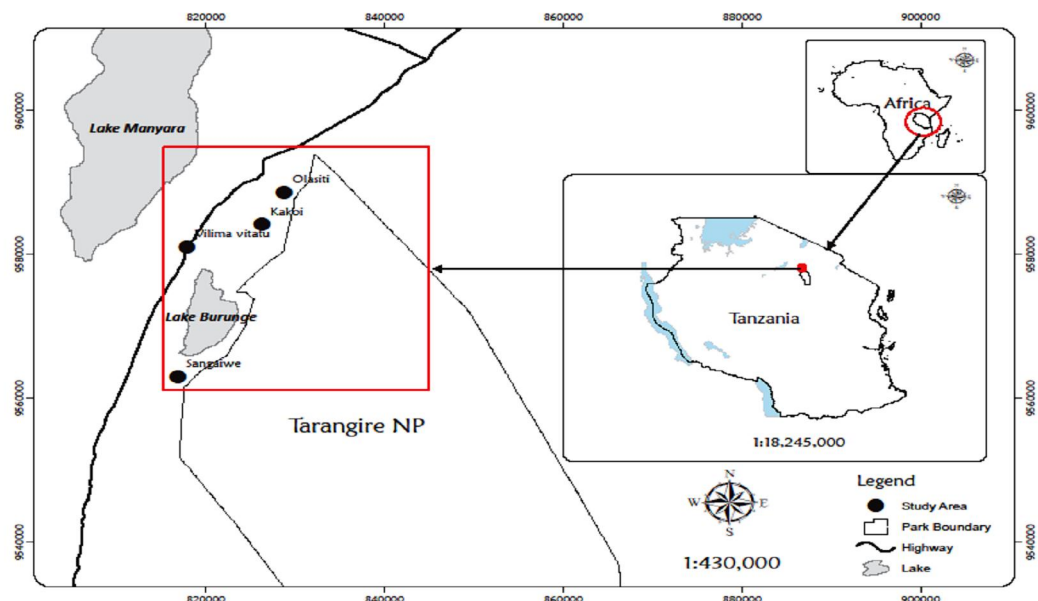 820000
840000
860000
880000
900000
9600000
9580000
9560000
9540000
Lake Manyara
Olasiti
Kakoi
Vilima vitatu
Lake Burunge
Sangaiwe
Tarangire NP
Africa
Tanzania
1:18,245,000
N
W
E
S
1:430,000
Legend
Study Area
Park Boundary
Highway
Lake
9600000
9580000
9560000
9540000
820000
840000
860000
880000
900000